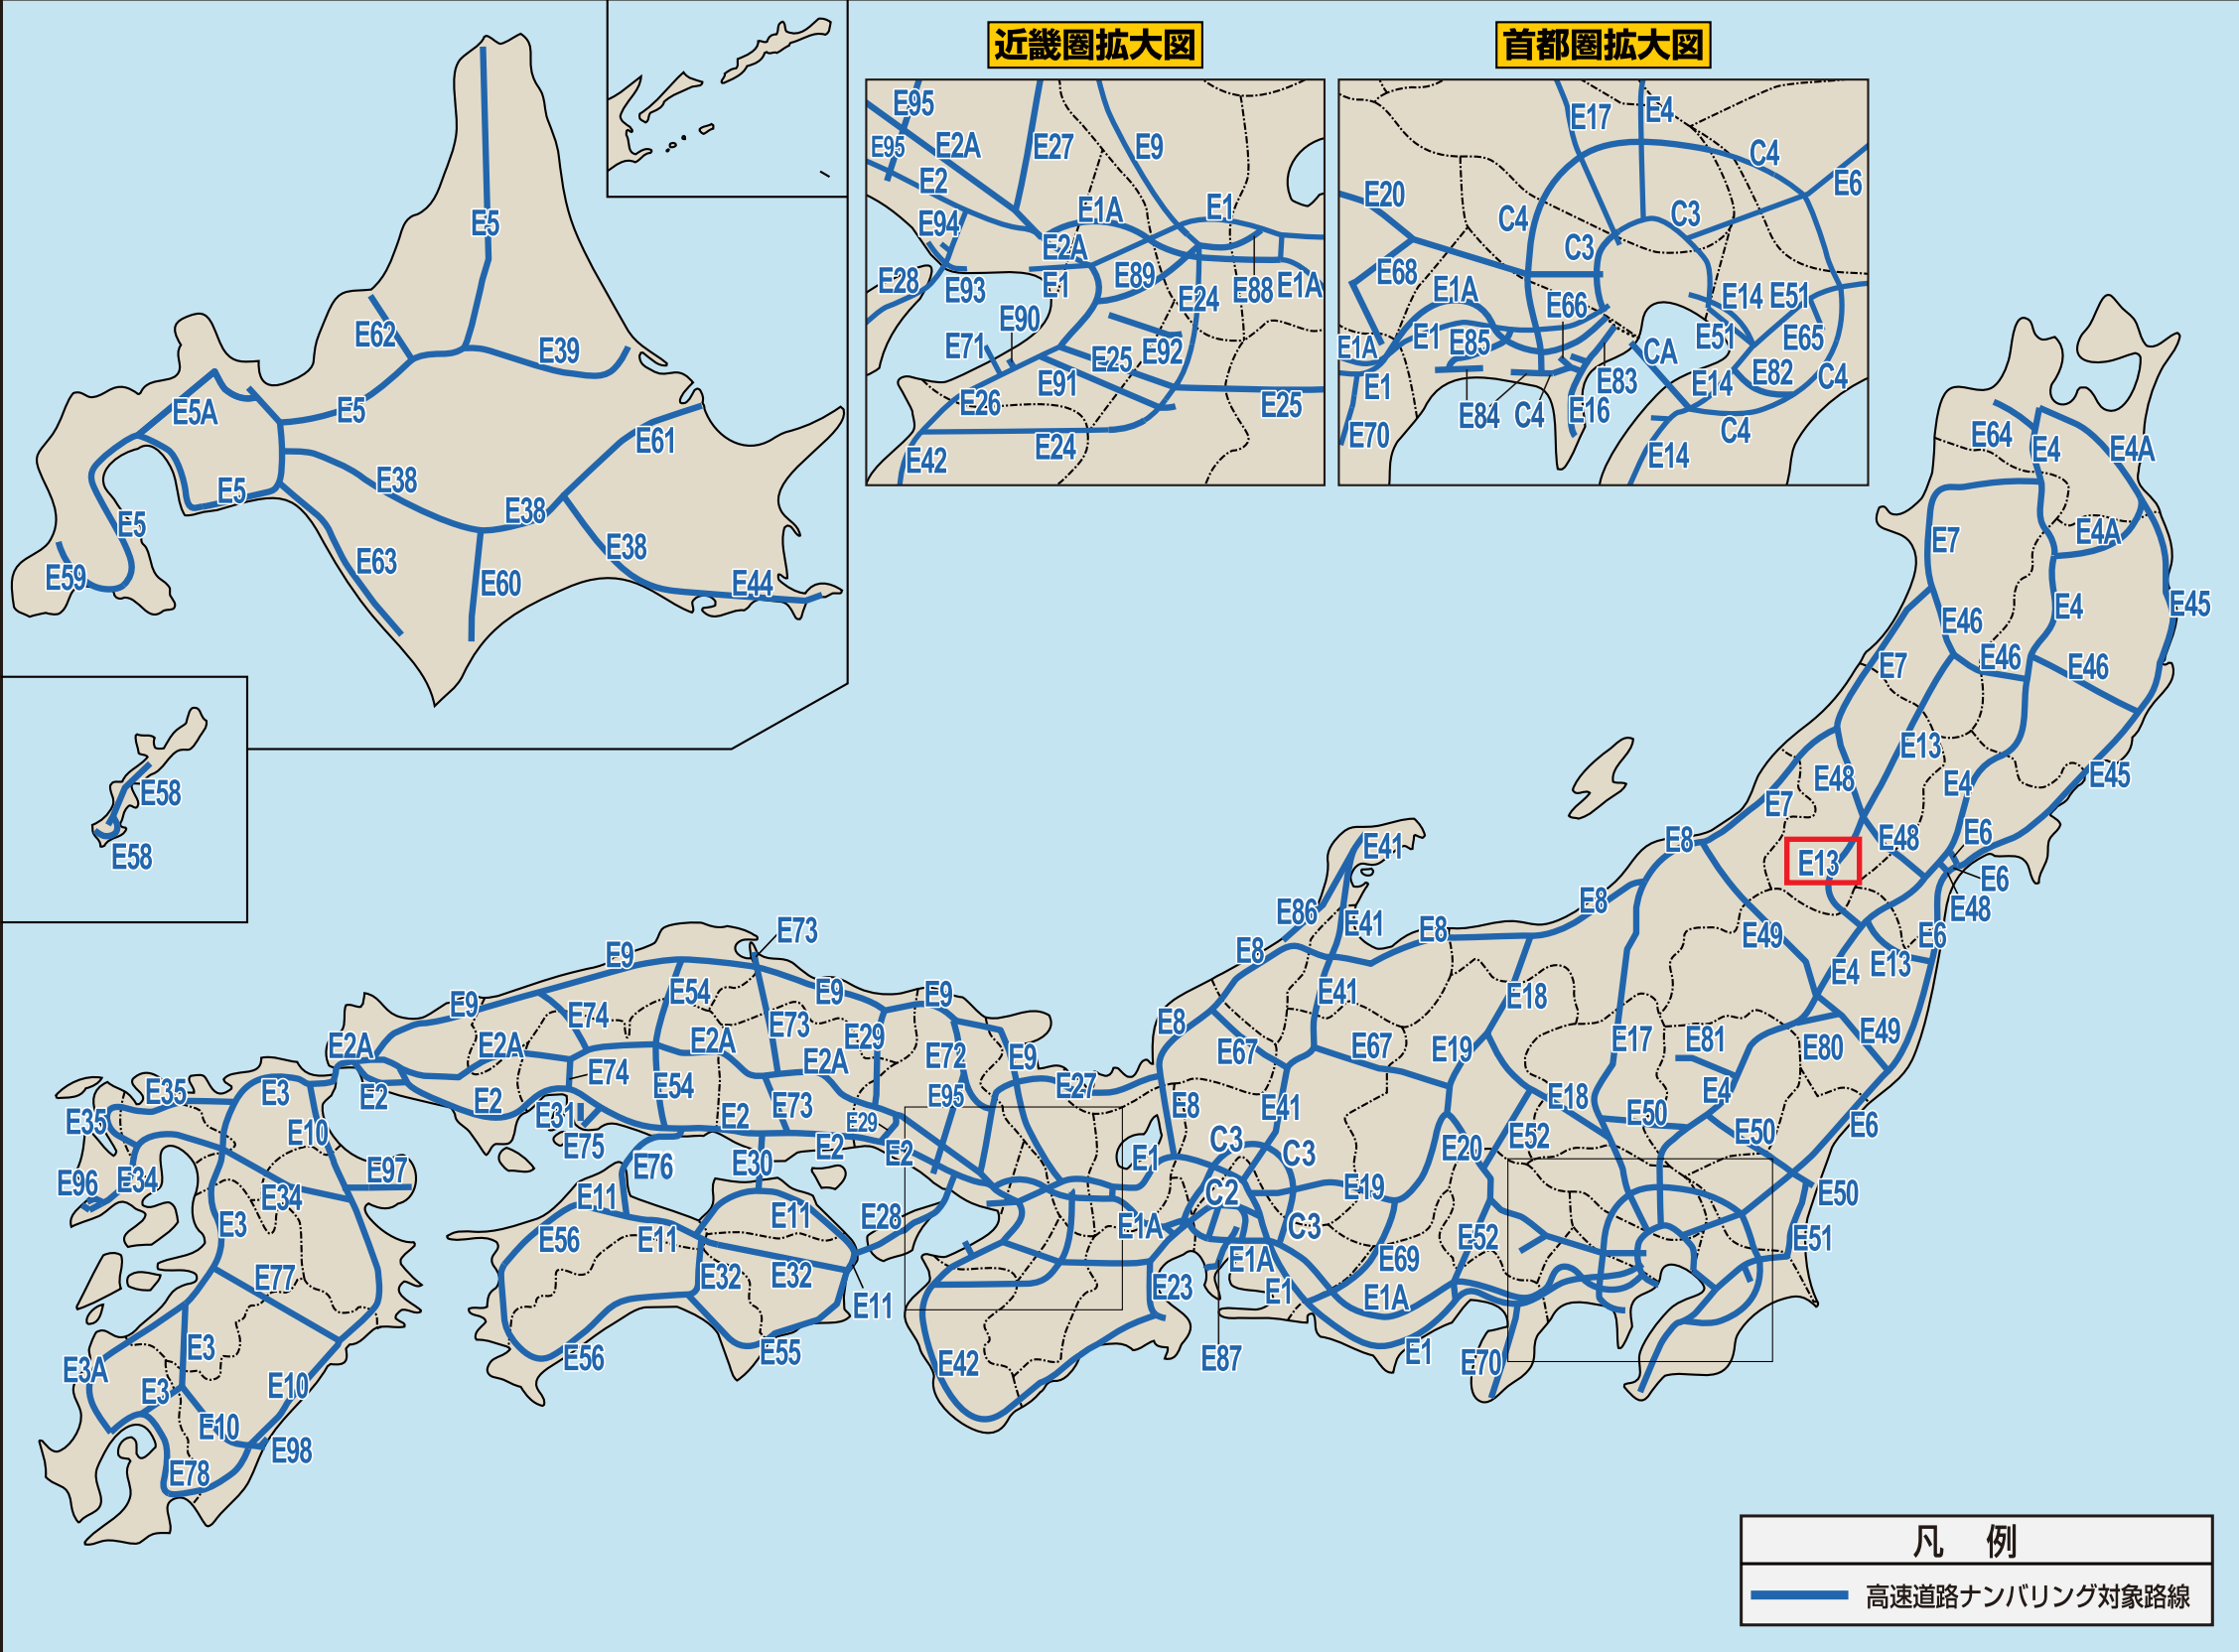 近畿圏拡大図
首都圏拡大図
E5
E62
E39
E5A
E5
E61
E38
E38
E5
E5
E63
E38
E59
E60
E44
E58
E58
E95
E95
E2A
E27
E9
E2
E94
E1A
E1
E2A
E28
E93
E1
E89
E24
E88
E1A
E90
E71
E25
E92
E91
E26
E25
E24
E42
E17
E4
C4
E20
E6
C4
C3
C3
E68
E1A
E66
E14
E51
E1A
E1
E85
E51
E65
CA
E1
E83
E14
E82
C4
E84
C4
E16
E70
C4
E14
E64
E4
E4A
E7
E4A
E4
E45
E46
E7
E46
E46
E13
E48
E4
E45
E7
E8
E48
E6
E13
E6
E48
E41
E86
E41
E8
E8
E8
E49
E6
E4
E13
E73
E9
E9
E54
E9
E9
E41
E18
E74
E73
E8
E2A
E2A
E2A
E29
E17
E81
E49
E2A
E72
E9
E67
E67
E19
E80
E35
E3
E2
E2
E74
E54
E95
E27
E18
E4
E35
E31
E73
E2
E29
E8
E41
E50
E6
E10
E75
E2
E2
E52
E50
E96
E34
E97
E76
E30
E1
C3
C3
E20
E34
E11
C2
E19
E50
E3
E56
E11
E11
E28
E1A
C3
E52
E51
E77
E32
E32
E1A
E69
E23
E1
E1A
E11
E3
E3A
E56
E55
E42
E87
E1
E70
E3
E10
E10
E98
E78
凡 例
高速道路ナンバリング対象路線